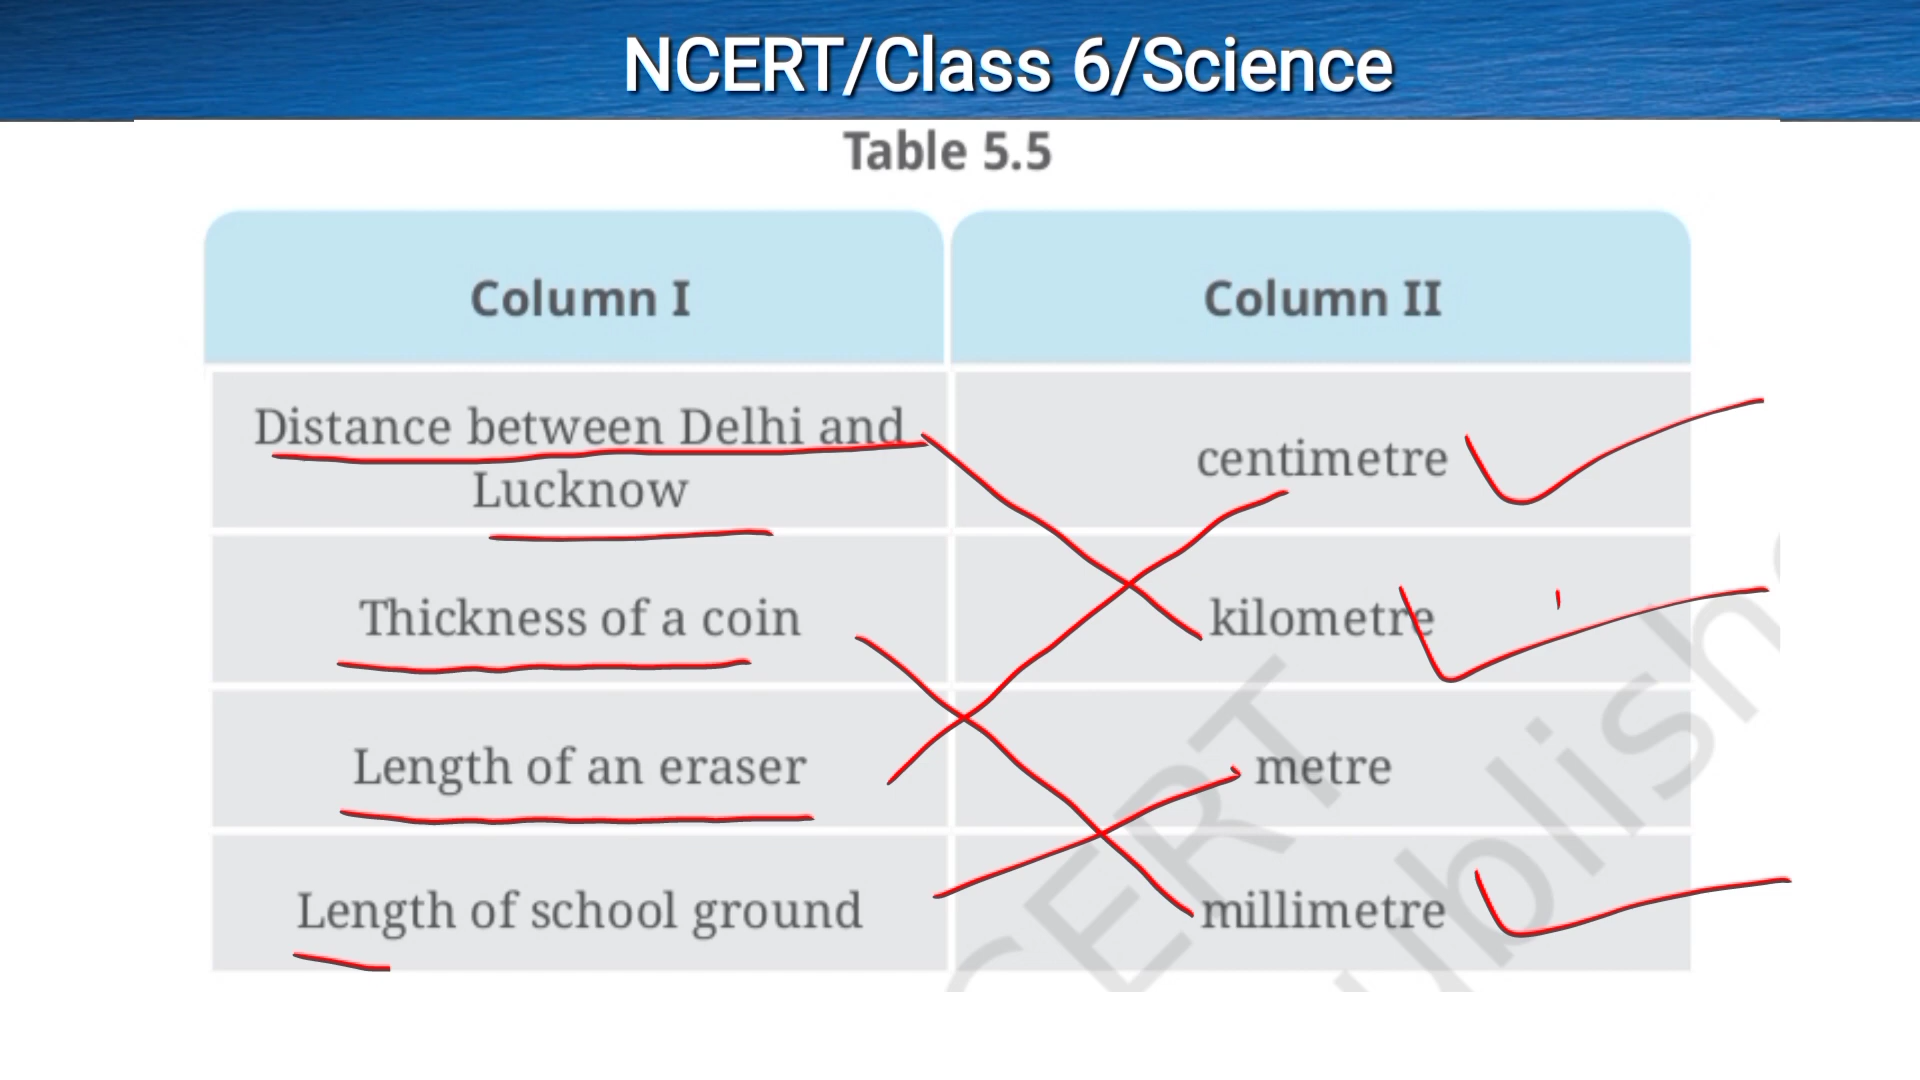 NCERT/Class 6/Science
Table 5.5
Column I
Column II
Distance between Delhi and
Lucknow
centimetre
Thickness of a coin
kilometre
Length of an eraser
metre
Length of school ground
millimetre